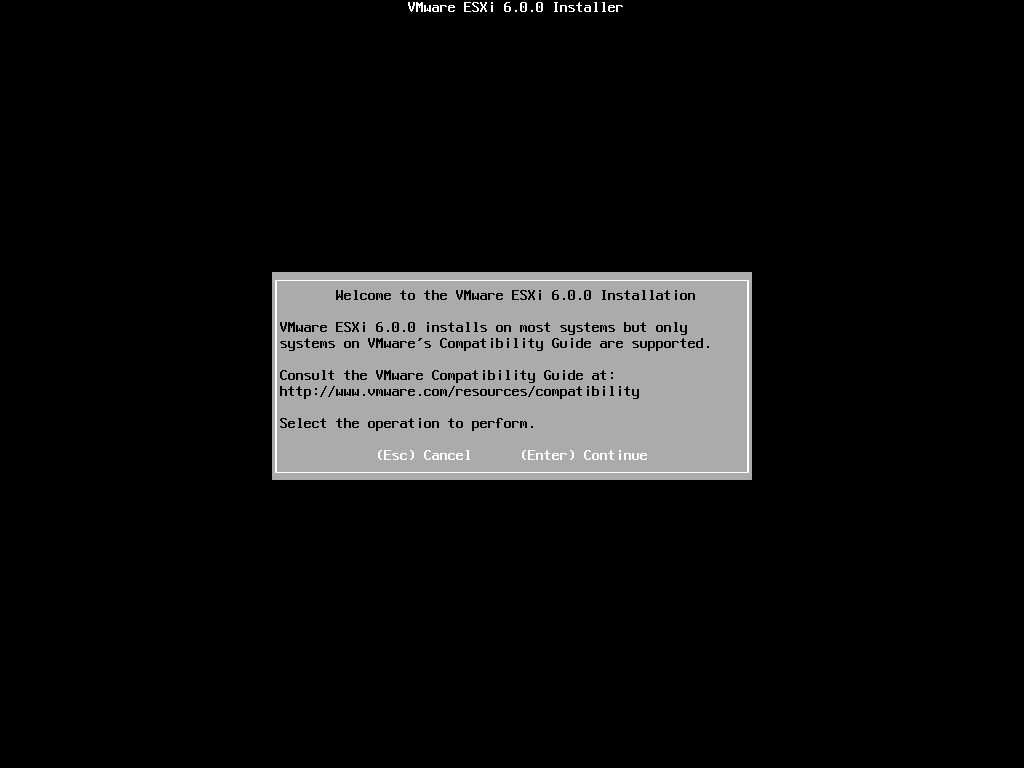 VMware ESXi 6.0.0 Installer
Welcome to the VMware ESXi 6.0.0 Installation
VMware ESXi 6.0.0 installs on most systems but only
systems on VMware's Compatibility Guide are supported.
Consult the VMware Compatibility Guide at:
http://www.vmware.com/resources/compatibility
Select the operation to perform.
(Esc) Cancel (Enter) Continue